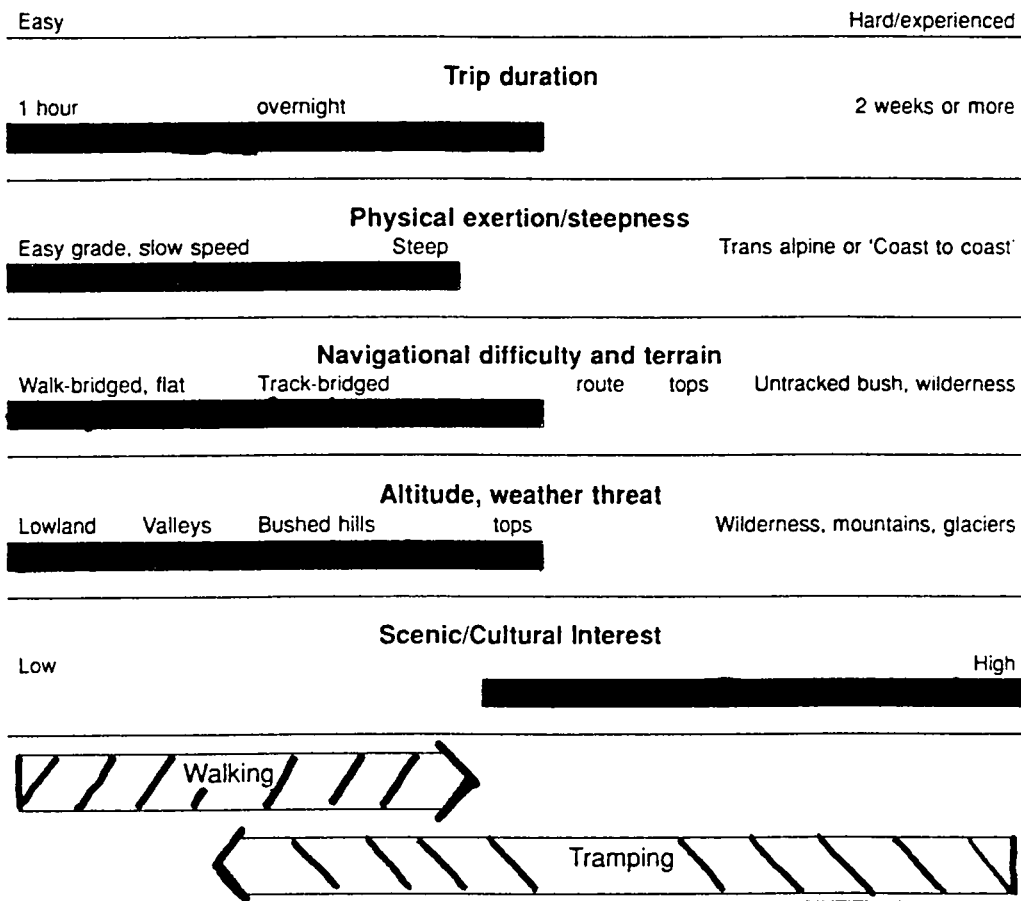 Easy Hard/experienced
Trip duration
1 hour overnight 2 weeks or more
Physical exertion/steepness
Easy grade, slow speed Steep Trans alpine or 'Coast to coast'
Navigational difficulty and terrain
Walk-bridged, flat Track-bridged route tops Untracked bush, wilderness
Altitude, weather threat
Lowland Valleys Bushed hills tops Wilderness, mountains, glaciers
Scenic/Cultural Interest
Low High
Walking
Tramping